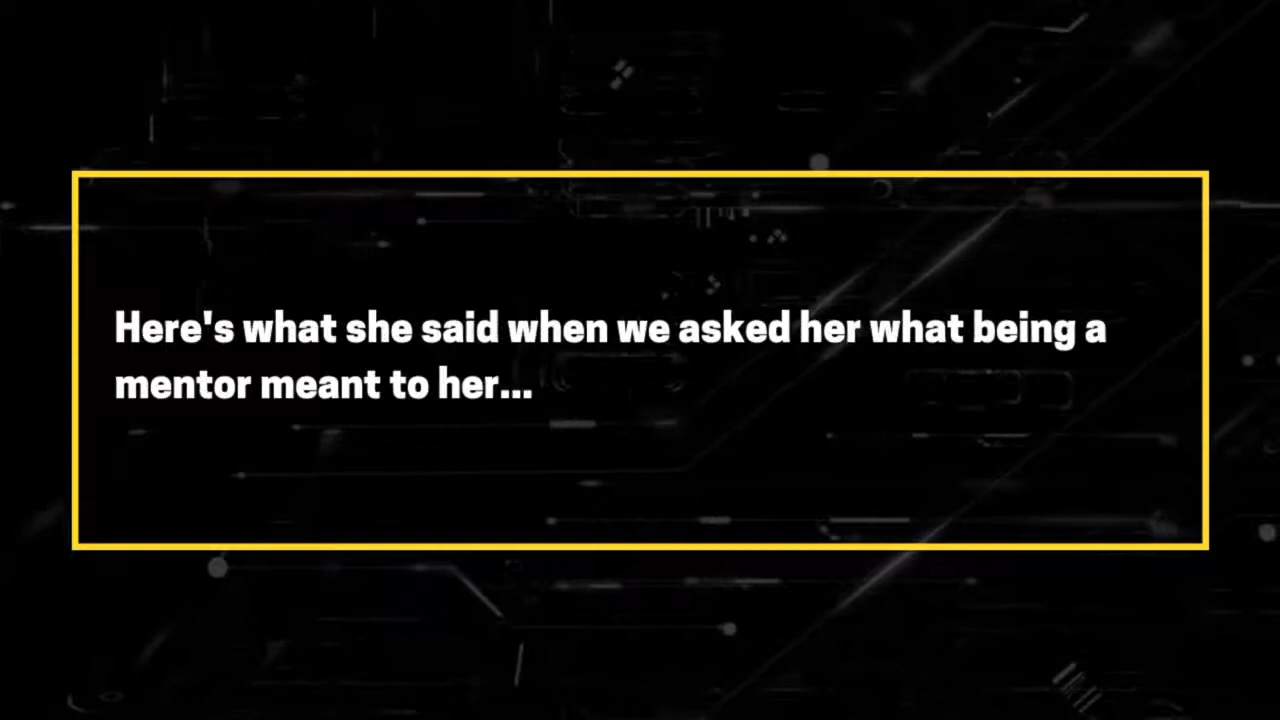 Here's what she said when we asked her what being a
mentor meant to her...